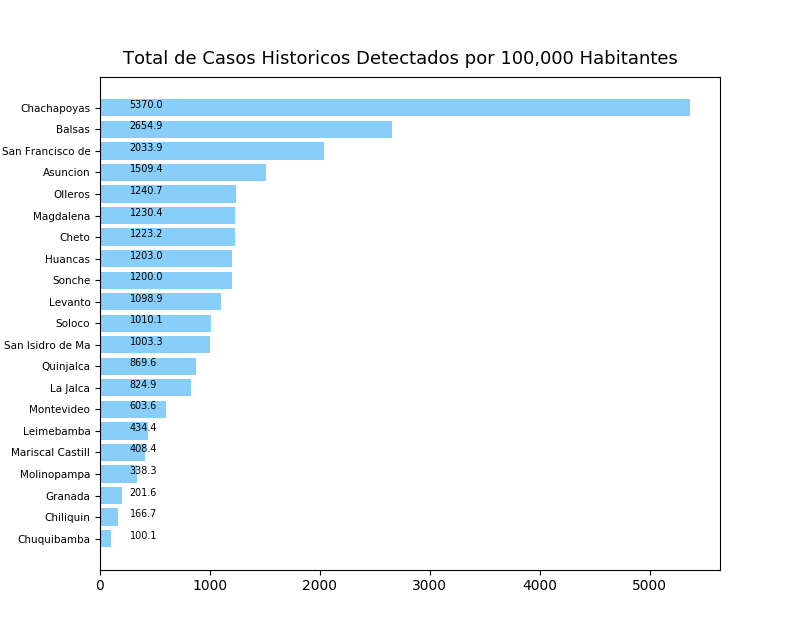 Total de Casos Historicos Detectados por 100,000 Habitantes
Chachapoyas 5370.0
Balsas 2654.9
San Francisco de 2033.9
Asuncion 1509.4
Olleros 1240.7
Magdalena 1230.4
Cheto 1223.2
Huancas 1203.0
Sonche 1200.0
Levanto 1098.9
Soloco 1010.1
San Isidro de Ma 1003.3
Quinjalca 869.6
La Jalca 824.9
Montevideo 603.6
Leimebamba 434.4
Mariscal Castill 408.4
Molinopampa 338.3
Granada 201.6
Chiliquin 166.7
Chuquibamba 100.1
0 1000 2000 3000 4000 5000